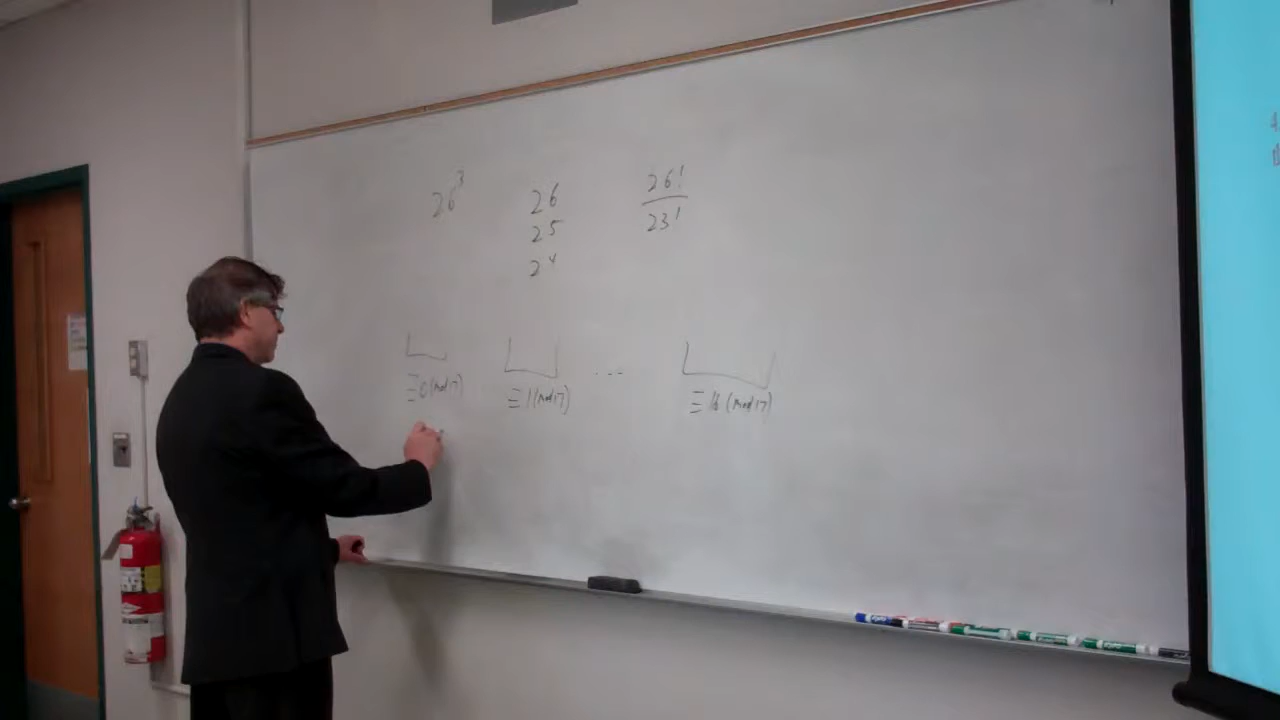 26³
26
25
24
26!
23!
≡ 0 (mod 17)
≡ 1 (mod 17)
...
≡ 16 (mod 17)